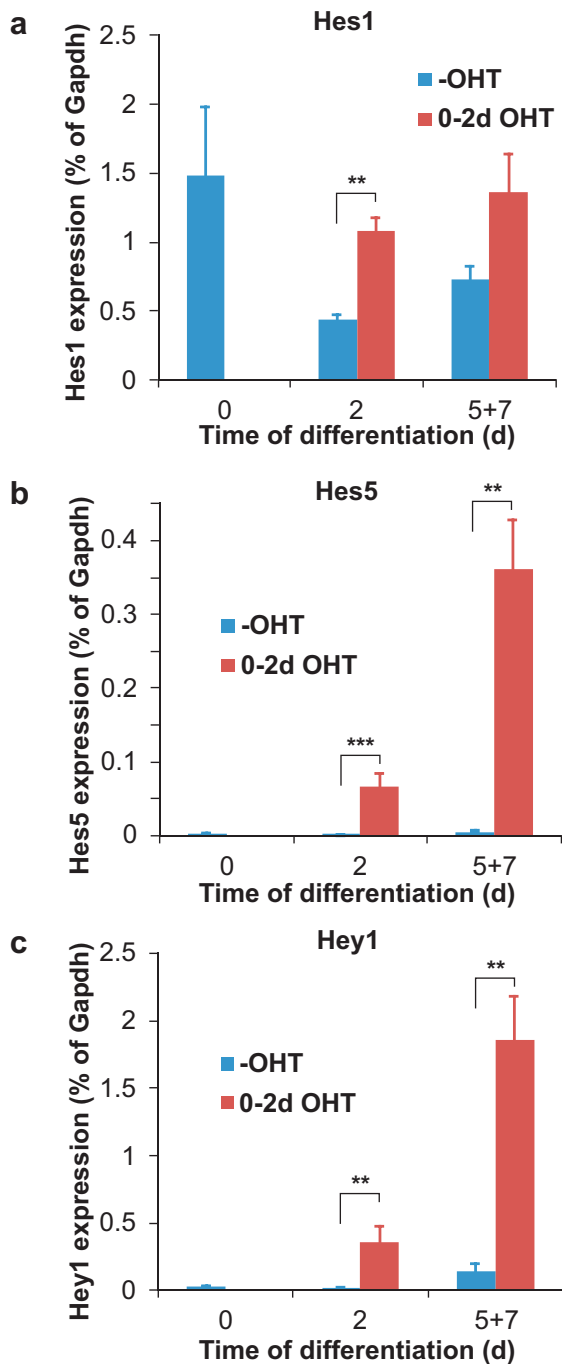 a
Hes1
Hes1 expression (% of Gapdh)
2.5
2
1.5
1
0.5
0
-OHT
0-2d OHT
**
0 2 5+7
Time of differentiation (d)
b
Hes5
Hes5 expression (% of Gapdh)
0.4
0.3
0.2
0.1
0
-OHT
0-2d OHT
***
**
0 2 5+7
Time of differentiation (d)
c
Hey1
Hey1 expression (% of Gapdh)
2.5
2
1.5
1
0.5
0
-OHT
0-2d OHT
**
**
0 2 5+7
Time of differentiation (d)